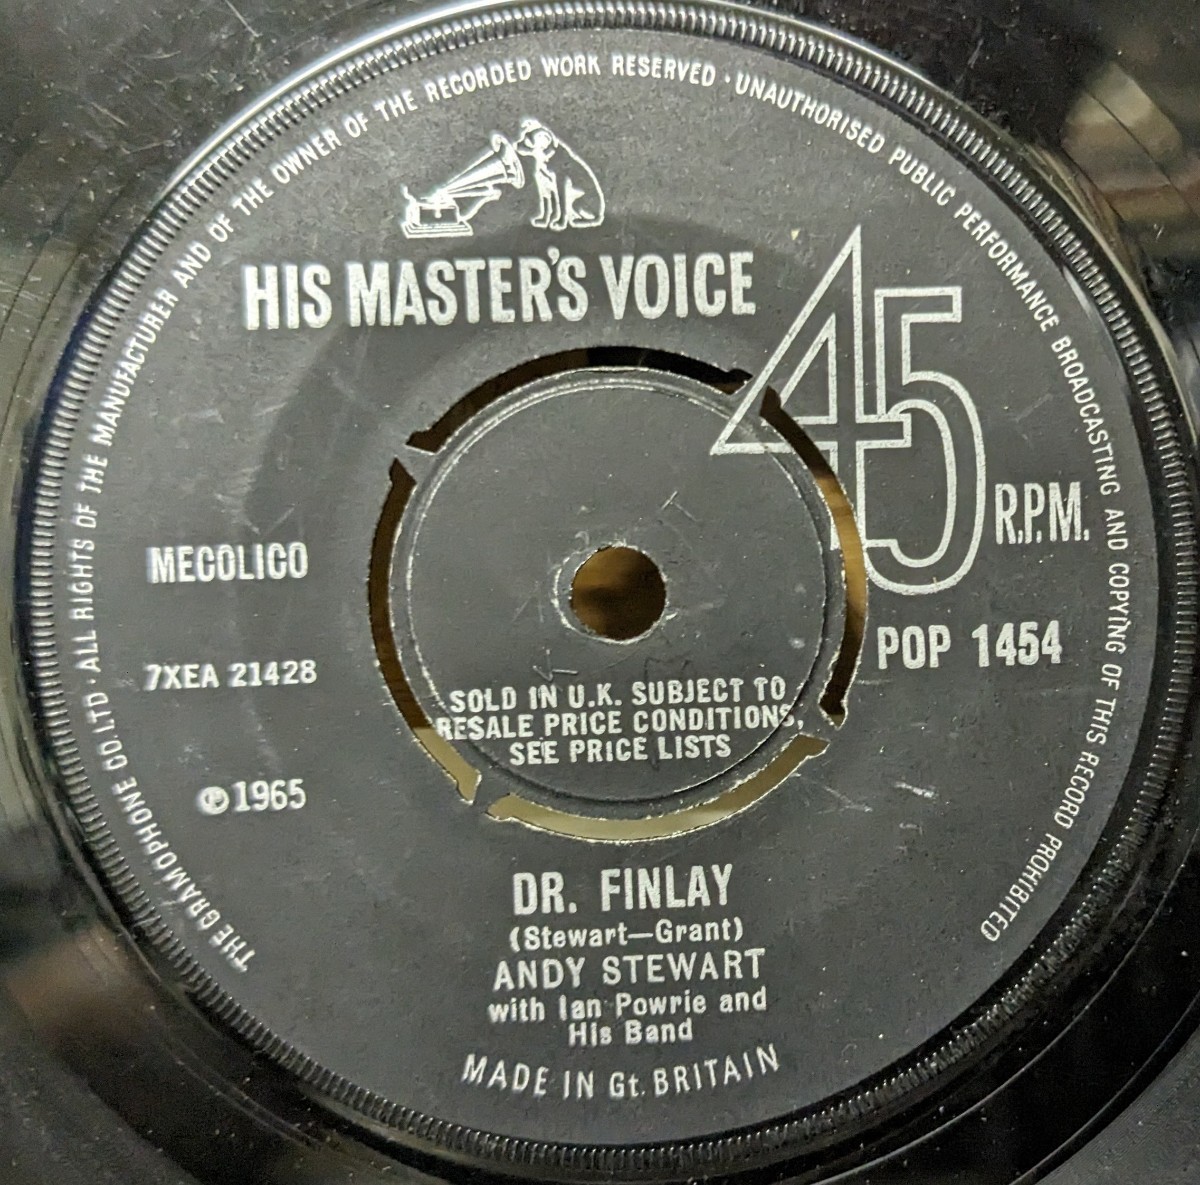 THE GRAMOPHONE CO. LTD · ALL RIGHTS OF THE MANUFACTURER AND OF THE OWNER OF THE RECORDED WORK RESERVED · UNAUTHORISED PUBLIC PERFORMANCE BROADCASTING AND COPYING OF THIS RECORD PROHIBITED
HIS MASTER'S VOICE
45 R.P.M.
MECOLICO
POP 1454
7XEA 21428
SOLD IN U.K. SUBJECT TO
RESALE PRICE CONDITIONS,
SEE PRICE LISTS
℗ 1965
DR. FINLAY
(Stewart—Grant)
ANDY STEWART
with Ian Powrie and
His Band
MADE IN Gt. BRITAIN